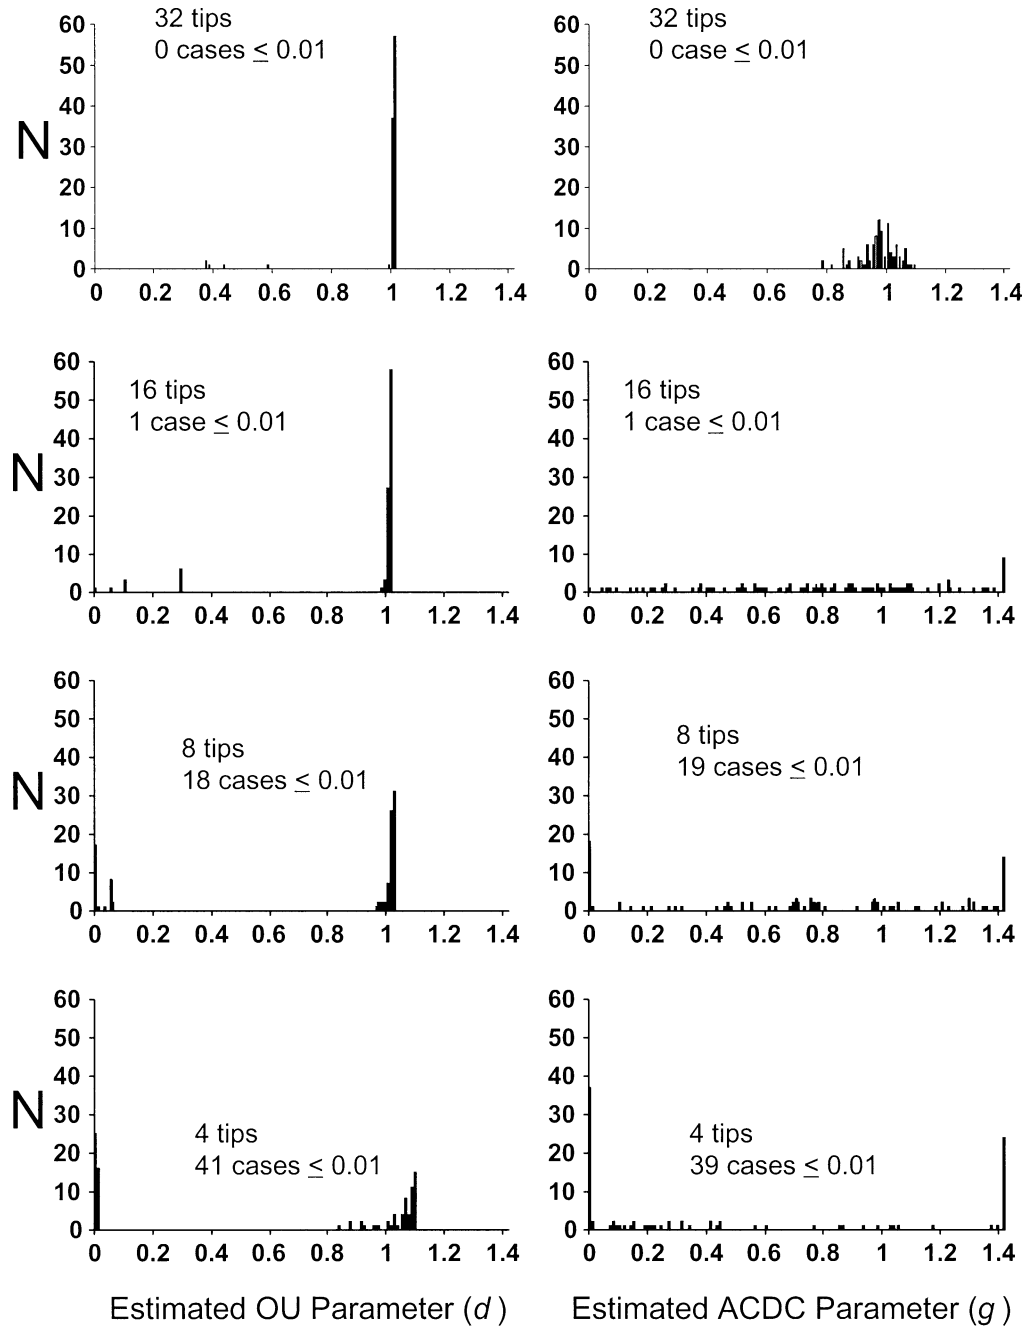 60
50
40
30
20
10
0
N
32 tips
0 cases ≤ 0.01
0 0.2 0.4 0.6 0.8 1 1.2 1.4
60
50
40
30
20
10
0
32 tips
0 case ≤ 0.01
0 0.2 0.4 0.6 0.8 1 1.2 1.4
60
50
40
30
20
10
0
N
16 tips
1 case ≤ 0.01
0 0.2 0.4 0.6 0.8 1 1.2 1.4
60
50
40
30
20
10
0
16 tips
1 case ≤ 0.01
0 0.2 0.4 0.6 0.8 1 1.2 1.4
60
50
40
30
20
10
0
N
8 tips
18 cases ≤ 0.01
0 0.2 0.4 0.6 0.8 1 1.2 1.4
60
50
40
30
20
10
0
8 tips
19 cases ≤ 0.01
0 0.2 0.4 0.6 0.8 1 1.2 1.4
60
50
40
30
20
10
0
N
4 tips
41 cases ≤ 0.01
0 0.2 0.4 0.6 0.8 1 1.2 1.4
60
50
40
30
20
10
0
4 tips
39 cases ≤ 0.01
0 0.2 0.4 0.6 0.8 1 1.2 1.4
Estimated OU Parameter (d )
Estimated ACDC Parameter (g )